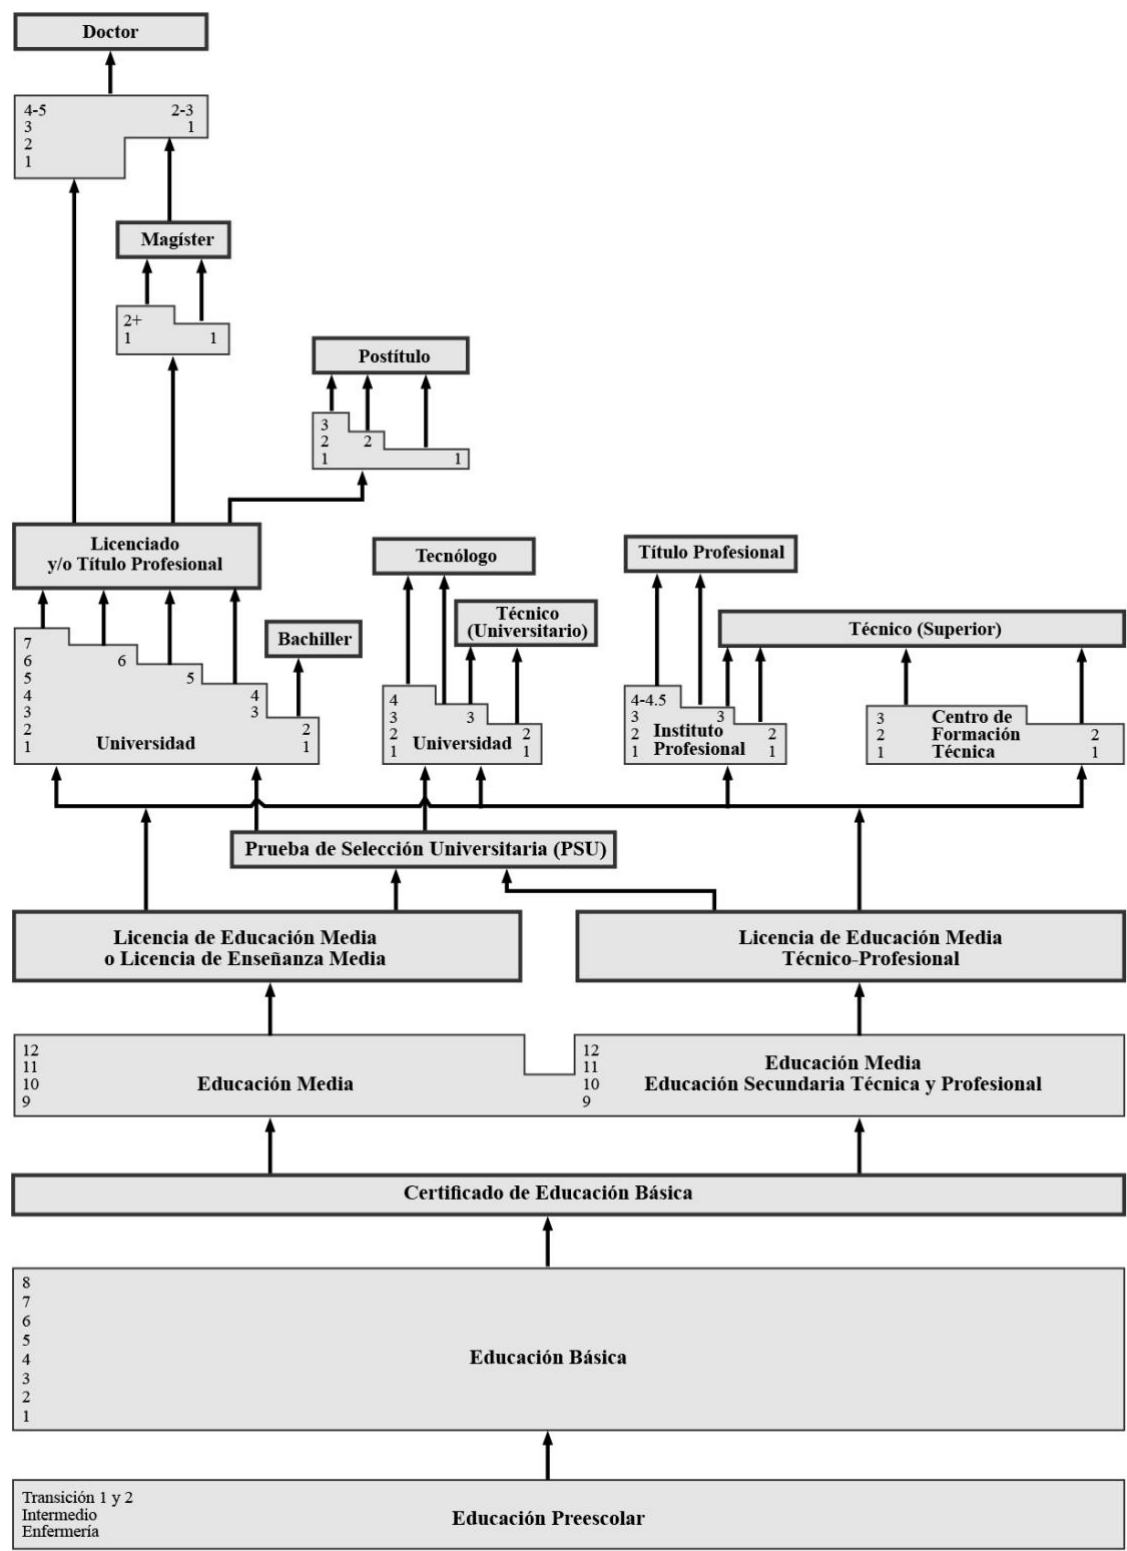 Doctor
4-5 2-3
3 1
2
1
Magíster
2+
1 1
Postítulo
3
2 2
1 1
Licenciado
y/o Título Profesional
Tecnólogo
Título Profesional
Técnico
(Universitario)
Bachiller
Técnico (Superior)
7
6 6
5 5
4 4
3 3
2 2
1 Universidad 1
4
3 3
2 2
1 Universidad 1
4-4.5
3 3
2 Instituto 2
1 Profesional 1
3 Centro de
2 Formación 2
1 Técnica 1
Prueba de Selección Universitaria (PSU)
Licencia de Educación Media
o Licencia de Enseñanza Media
Licencia de Educación Media
Técnico-Profesional
12
11
10 Educación Media
9
12
11 Educación Media
10 Educación Secundaria Técnica y Profesional
9
Certificado de Educación Básica
8
7
6
5
4 Educación Básica
3
2
1
Transición 1 y 2
Intermedio
Enfermería
Educación Preescolar